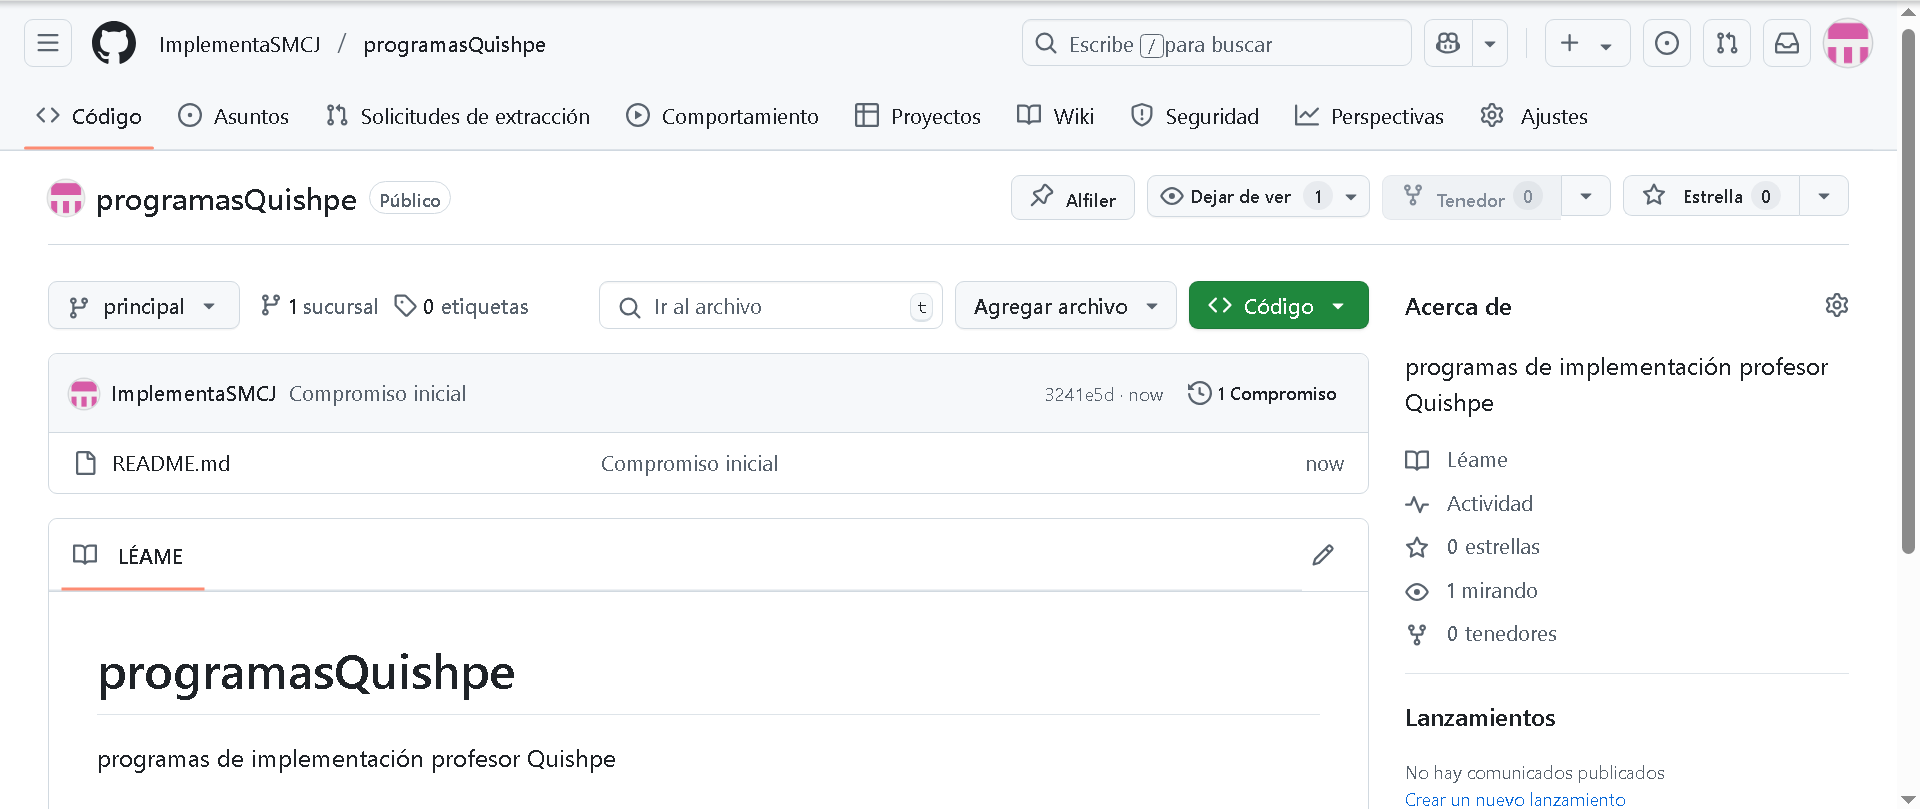 ImplementaSMCJ / programasQuishpe
Escribe / para buscar
Código Asuntos Solicitudes de extracción Comportamiento Proyectos Wiki Seguridad Perspectivas Ajustes
programasQuishpe Público
Alfiler Dejar de ver 1 Tenedor 0 Estrella 0
principal 1 sucursal 0 etiquetas Ir al archivo t Agregar archivo Código
ImplementaSMCJ Compromiso inicial 3241e5d · now 1 Compromiso
README.md Compromiso inicial now
LÉAME
programasQuishpe
programas de implementación profesor Quishpe
Acerca de
programas de implementación profesor
Quishpe
Léame
Actividad
0 estrellas
1 mirando
0 tenedores
Lanzamientos
No hay comunicados publicados
Crear un nuevo lanzamiento